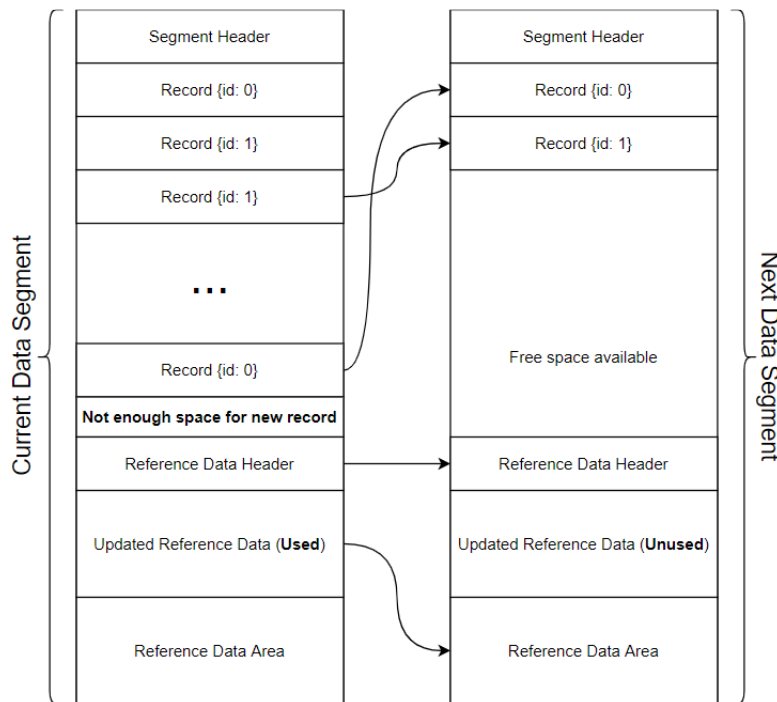 Current Data Segment
Segment Header
Record {id: 0}
Record {id: 1}
Record {id: 1}
...
Record {id: 0}
Not enough space for new record
Reference Data Header
Updated Reference Data (Used)
Reference Data Area
Segment Header
Record {id: 0}
Record {id: 1}
Free space available
Reference Data Header
Updated Reference Data (Unused)
Reference Data Area
Next Data Segment